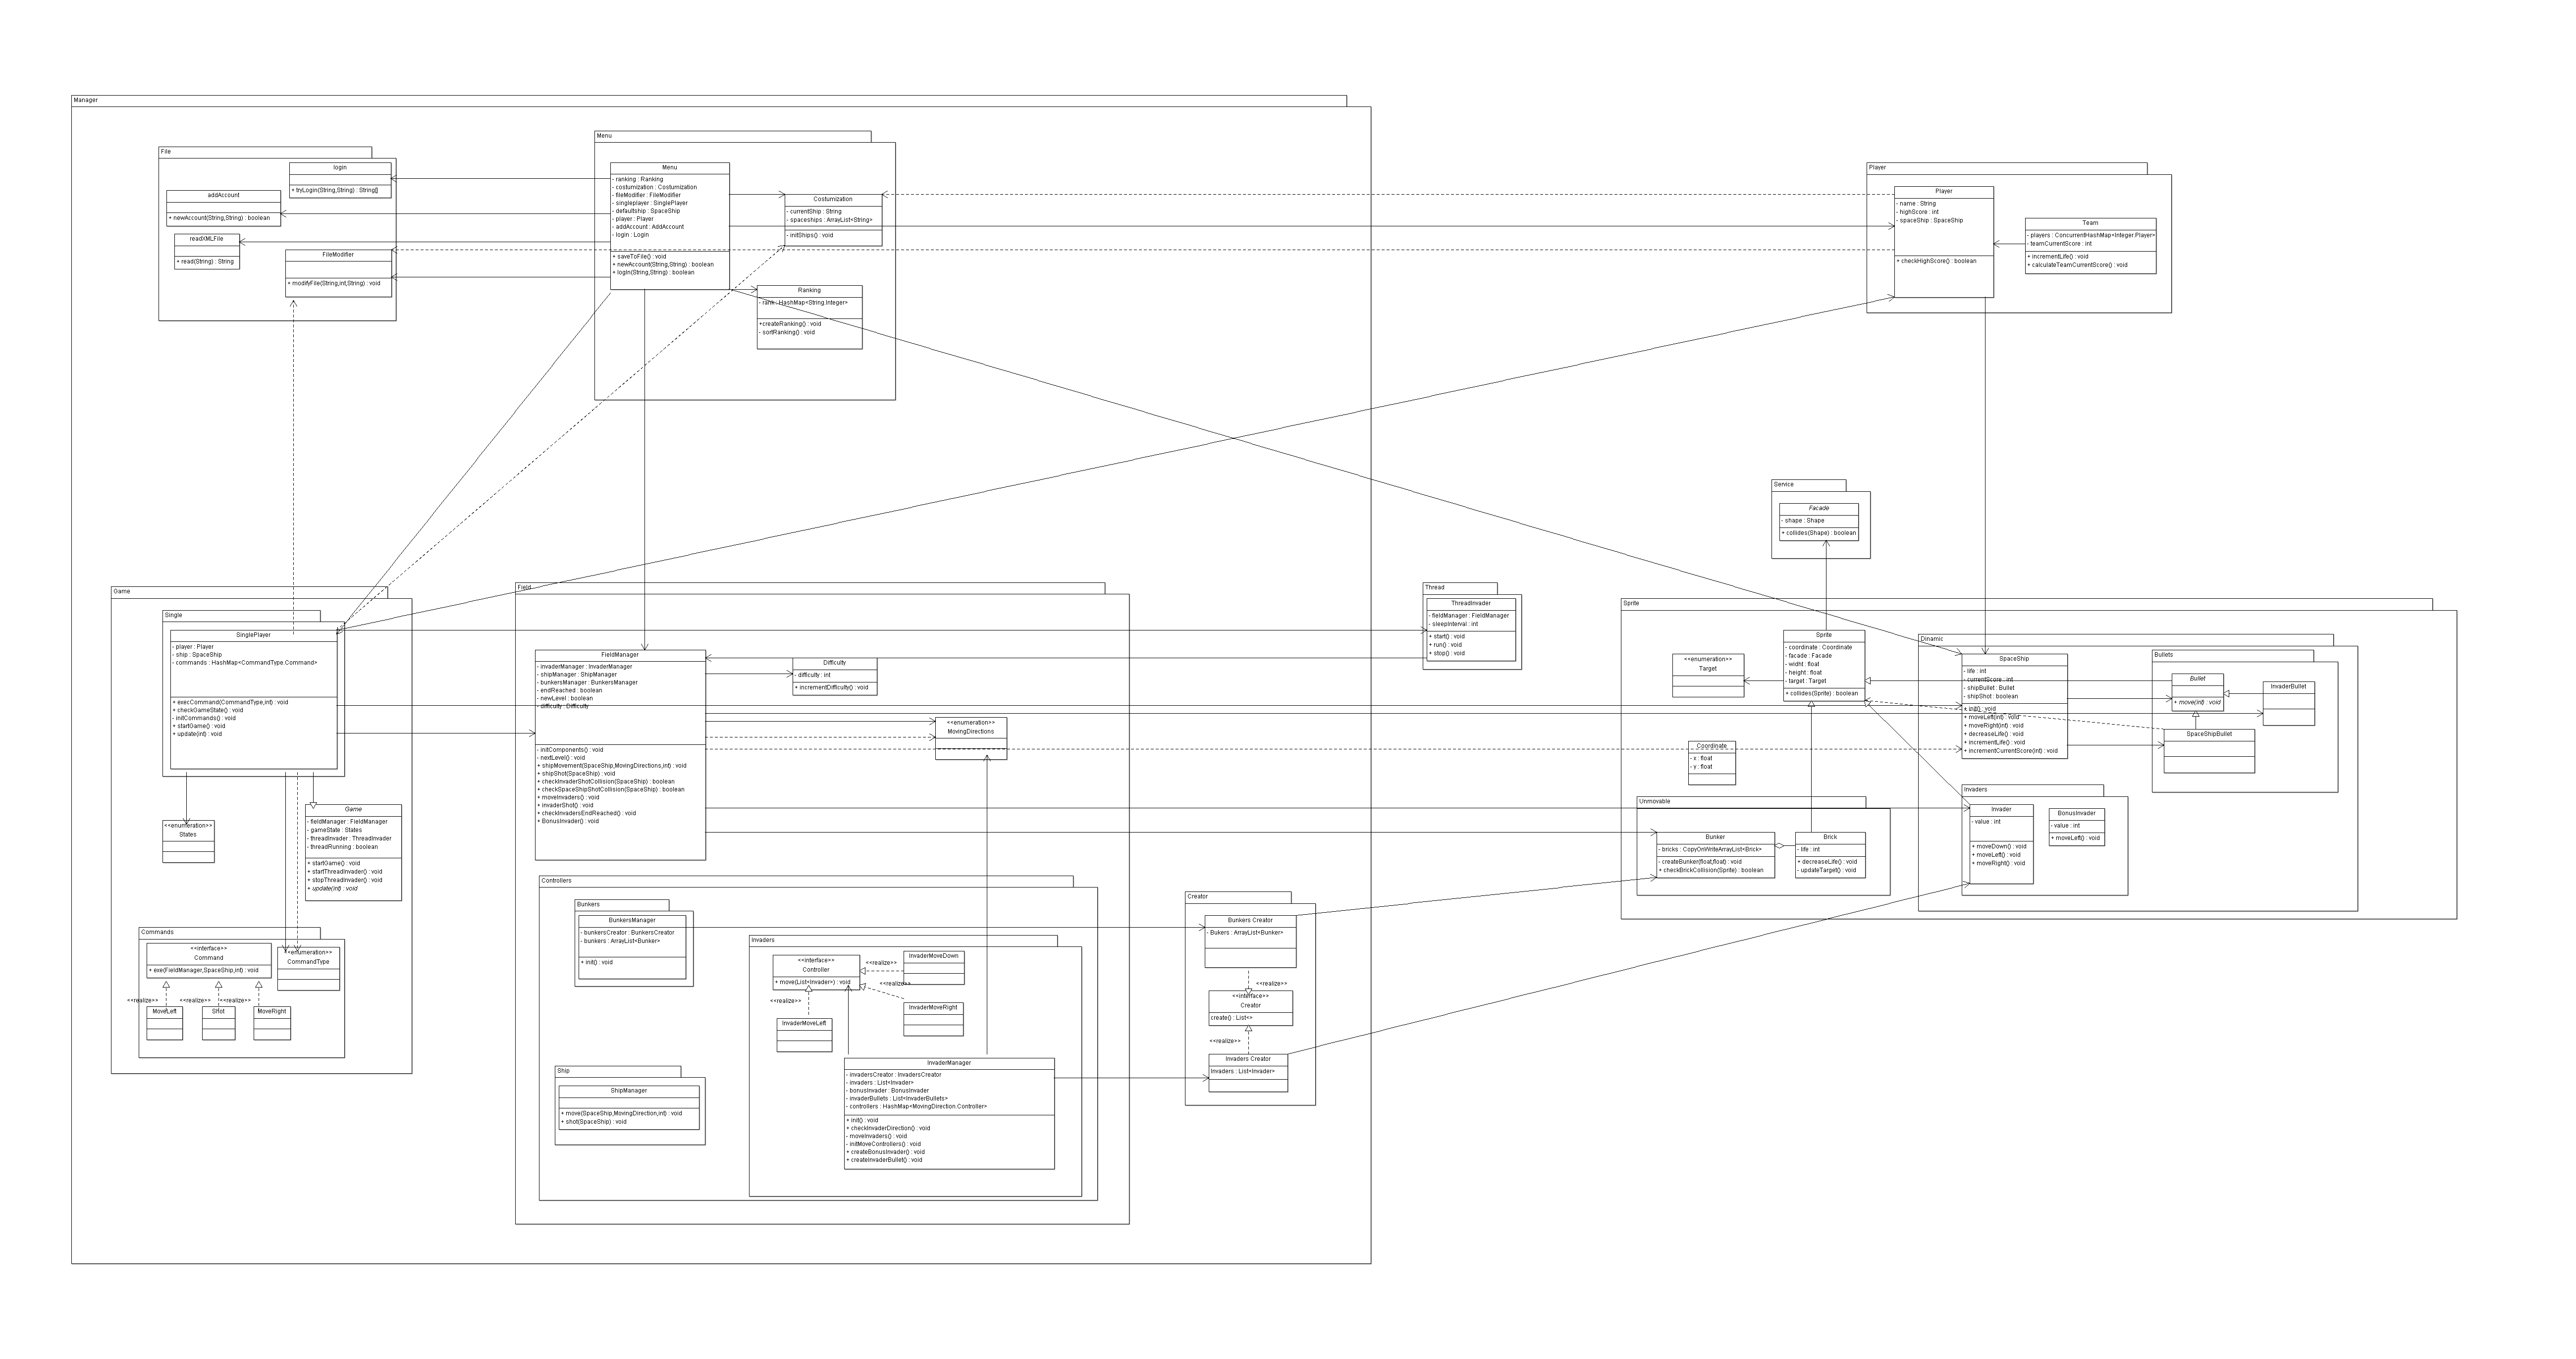 Manager
File
login
+ tryLogin(String,String) : String[]
addAccount
+ newAccount(String,String) : boolean
readXMLFile
+ read(String) : String
FileModifier
+ modifyFile(String,int,String) : void
Menu
Menu
- ranking : Ranking
- costumization : Costumization
- fileModifier : FileModifier
- singleplayer : SinglePlayer
- defaultship : SpaceShip
- player : Player
- addAccount : AddAccount
- login : Login
+ saveToFile() : void
+ newAccount(String,String) : boolean
+ logIn(String,String) : boolean
Costumization
- currentShip : String
- spaceships : ArrayList<String>
- initShips() : void
Ranking
- rank : HashMap<String.Integer>
+createRanking() : void
- sortRanking() : void
Player
Player
- name : String
- highScore : int
- spaceShip : SpaceShip
+ checkHighScore() : boolean
Team
- players : ConcurrentHashMap<Integer.Player>
- teamCurrentScore : int
+ incrementLife() : void
+ calculateTeamCurrentScore() : void
Service
Facade
- shape : Shape
+ collides(Shape) : boolean
Game
Single
SinglePlayer
- player : Player
- ship : SpaceShip
- commands : HashMap<CommandType.Command>
+ execCommand(CommandType,int) : void
+ checkGameState() : void
- initCommands() : void
+ startGame() : void
+ update(int) : void
<<enumeration>>
States
Game
- fieldManager : FieldManager
- gameState : States
- threadInvader : ThreadInvader
- threadRunning : boolean
+ startGame() : void
+ startThreadInvader() : void
+ stopThreadInvader() : void
+ update(int) : void
Commands
<<interface>>
Command
+ exe(FieldManager,SpaceShip,int) : void
<<enumeration>>
CommandType
<<realize>>
<<realize>>
<<realize>>
MoveLeft
Shot
MoveRight
Field
FieldManager
- invaderManager : InvaderManager
- shipManager : ShipManager
- bunkersManager : BunkersManager
- endReached : boolean
- newLevel : boolean
- difficulty : Difficulty
- initComponents() : void
- nextLevel() : void
+ shipMovement(SpaceShip,MovingDirections,int) : void
+ shipShot(SpaceShip) : void
+ checkInvaderShotCollision(SpaceShip) : boolean
+ checkSpaceShipShotCollision(SpaceShip) : boolean
+ moveInvaders() : void
+ invaderShot() : void
+ checkInvadersEndReached() : void
+ BonusInvader() : void
Difficulty
- difficulty : int
+ incrementDifficulty() : void
<<enumeration>>
MovingDirections
Controllers
Bunkers
BunkersManager
- bunkersCreator : BunkersCreator
- bunkers : ArrayList<Bunker>
+ init() : void
Invaders
<<interface>>
Controller
+ move(List<Invader>) : void
<<realize>>
InvaderMoveDown
<<realize>>
InvaderMoveRight
<<realize>>
InvaderMoveLeft
InvaderManager
- invadersCreator : InvadersCreator
- invaders : List<Invader>
- bonusInvader : BonusInvader
- invaderBullets : List<InvaderBullets>
- controllers : HashMap<MovingDirection.Controller>
+ init() : void
+ checkInvaderDirection() : void
- moveInvaders() : void
- initMoveControllers() : void
+ createBonusInvader() : void
+ createInvaderBullet() : void
Ship
ShipManager
+ move(SpaceShip,MovingDirection,int) : void
+ shot(SpaceShip) : void
Creator
Bunkers Creator
- Bukers : ArrayList<Bunker>
<<realize>>
<<interface>>
Creator
create() : List<>
<<realize>>
Invaders Creator
Invaders : List<Invader>
Thread
ThreadInvader
- fieldManager : FieldManager
- sleepInterval : int
+ start() : void
+ run() : void
+ stop() : void
Sprite
<<enumeration>>
Target
Sprite
- coordinate : Coordinate
- facade : Facade
- widht : float
- height : float
- target : Target
+ collides(Sprite) : boolean
Coordinate
- x : float
- y : float
Unmovable
Bunker
- bricks : CopyOnWriteArrayList<Brick>
- createBunker(float,float) : void
+ checkBrickCollision(Sprite) : boolean
Brick
- life : int
+ decreaseLife() : void
- updateTarget() : void
Dinamic
SpaceShip
- life : int
- currentScore : int
- shipBullet : Bullet
- shipShot : boolean
+ init() : void
+ moveLeft(int) : void
+ moveRight(int) : void
+ decreaseLife() : void
+ incrementLife() : void
+ incrementCurrentScore(int) : void
Bullets
Bullet
+ move(int) : void
InvaderBullet
SpaceShipBullet
Invaders
Invader
- value : int
+ moveDown() : void
+ moveLeft() : void
+ moveRight() : void
BonusInvader
- value : int
+ moveLeft() : void